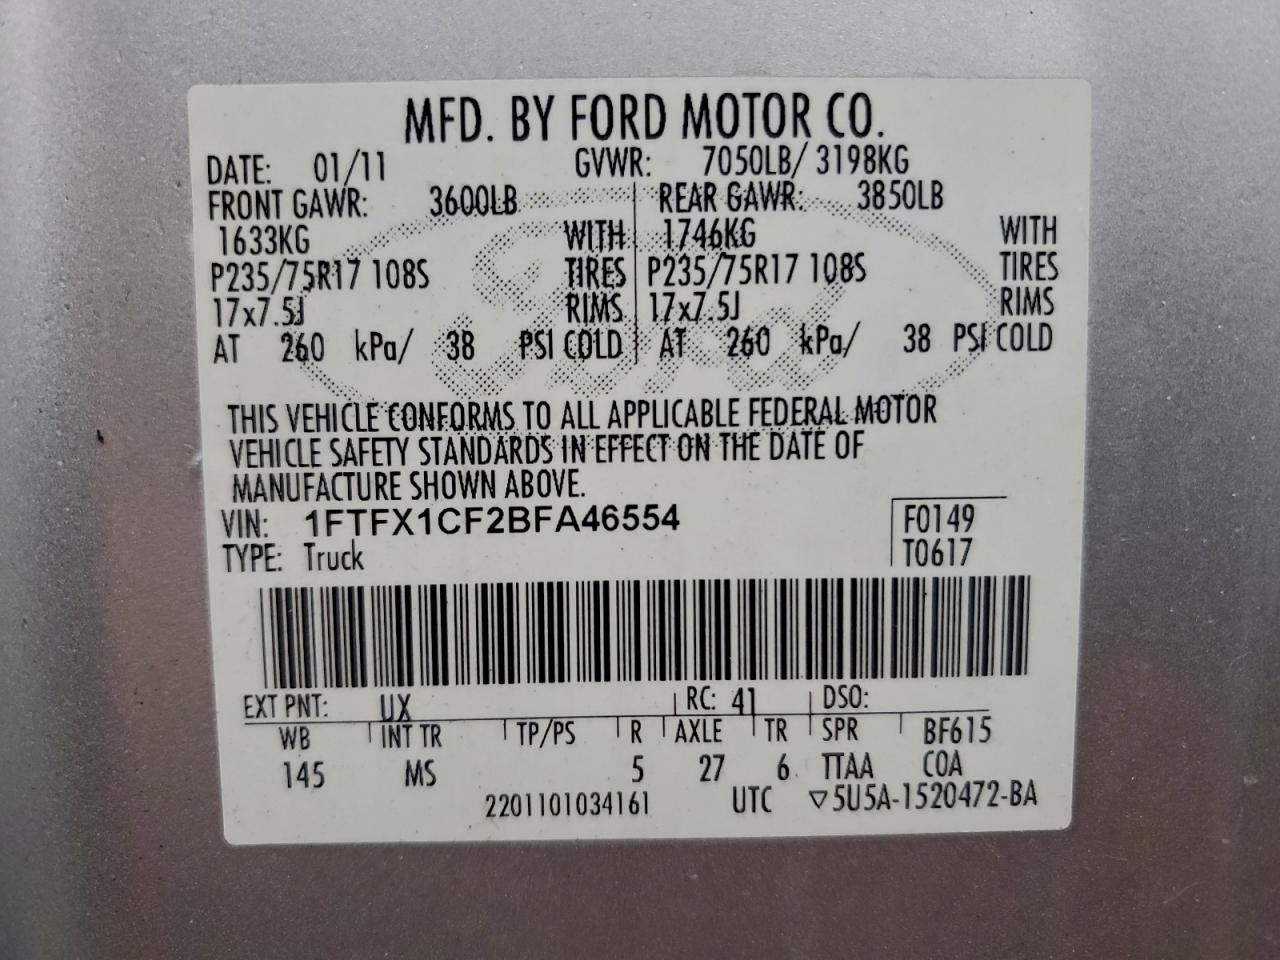 MFD. BY FORD MOTOR CO.
DATE: 01/11 GVWR: 7050LB/ 3198KG
FRONT GAWR: 3600LB REAR GAWR: 3850LB
1633KG WITH 1746KG WITH
P235/75R17 108S TIRES P235/75R17 108S TIRES
17x7.5J RIMS 17x7.5J RIMS
AT 260 kPa/ 38 PSI COLD AT 260 kPa/ 38 PSI COLD
Ford
THIS VEHICLE CONFORMS TO ALL APPLICABLE FEDERAL MOTOR
VEHICLE SAFETY STANDARDS IN EFFECT ON THE DATE OF
MANUFACTURE SHOWN ABOVE.
VIN: 1FTFX1CF2BFA46554 F0149
TYPE: Truck T0617
EXT PNT: UX RC: 41 DSO:
WB INT TR TP/PS R AXLE TR SPR BF615
145 MS 5 27 6 TTAA COA
2201101034161 UTC ▽5U5A-1520472-BA